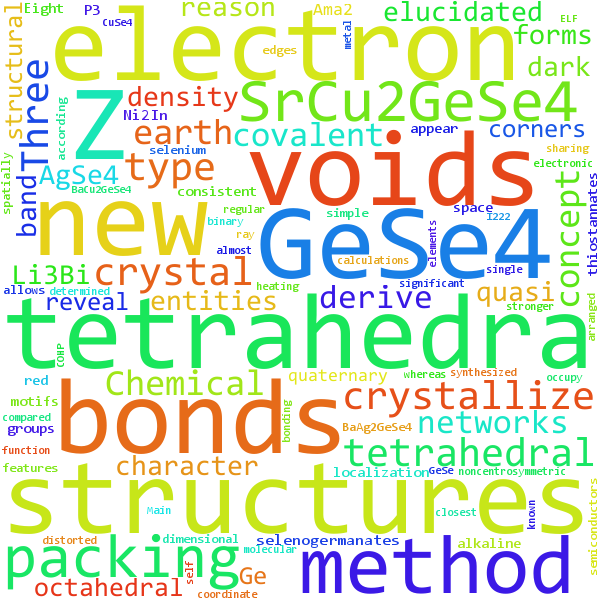 Eight P3 reason Ama2 elucidated
CuSe4 electron metal edges ELF forms
structural according Three Z density SrCu2GeSe4 dark
Ni2In earth covalent appear corners
spatially band AgSe4 type selenium sharing electronic
BaCu2GeSe4 consistent voids concept thiostannates
new regular simple space I222
binary ray almost GeSe4 elements
Li3Bi crystal calculations single
allows determined heating significant quasi
reveal entities derive stronger arranged
tetrahedra
COHP whereas synthesized
red Chemical quaternary occupy
motifs bonds crystallize
groups compared bonding BaAg2GeSe4 networks
function character tetrahedral
features localization GeSe noncentrosymmetric
structures
Main closest known semiconductors
distorted dimensional selenogermanates alkaline
packing molecular method
octahedral self Ge coordinate